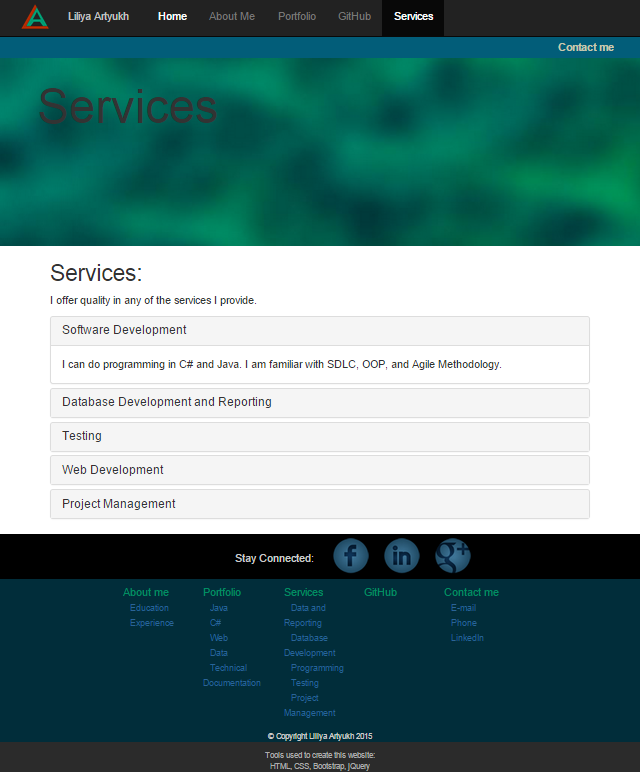 Liliya Artyukh Home About Me Portfolio GitHub Services
Contact me
Services
Services:
I offer quality in any of the services I provide.
Software Development
I can do programming in C# and Java. I am familiar with SDLC, OOP, and Agile Methodology.
Database Development and Reporting
Testing
Web Development
Project Management
Stay Connected:
About me
Education
Experience
Portfolio
Java
C#
Web
Data
Technical
Documentation
Services
Data and
Reporting
Database
Development
Programming
Testing
Project
Management
GitHub
Contact me
E-mail
Phone
LinkedIn
© Copyright Liliya Artyukh 2015
Tools used to create this website:
HTML, CSS, Bootstrap, jQuery